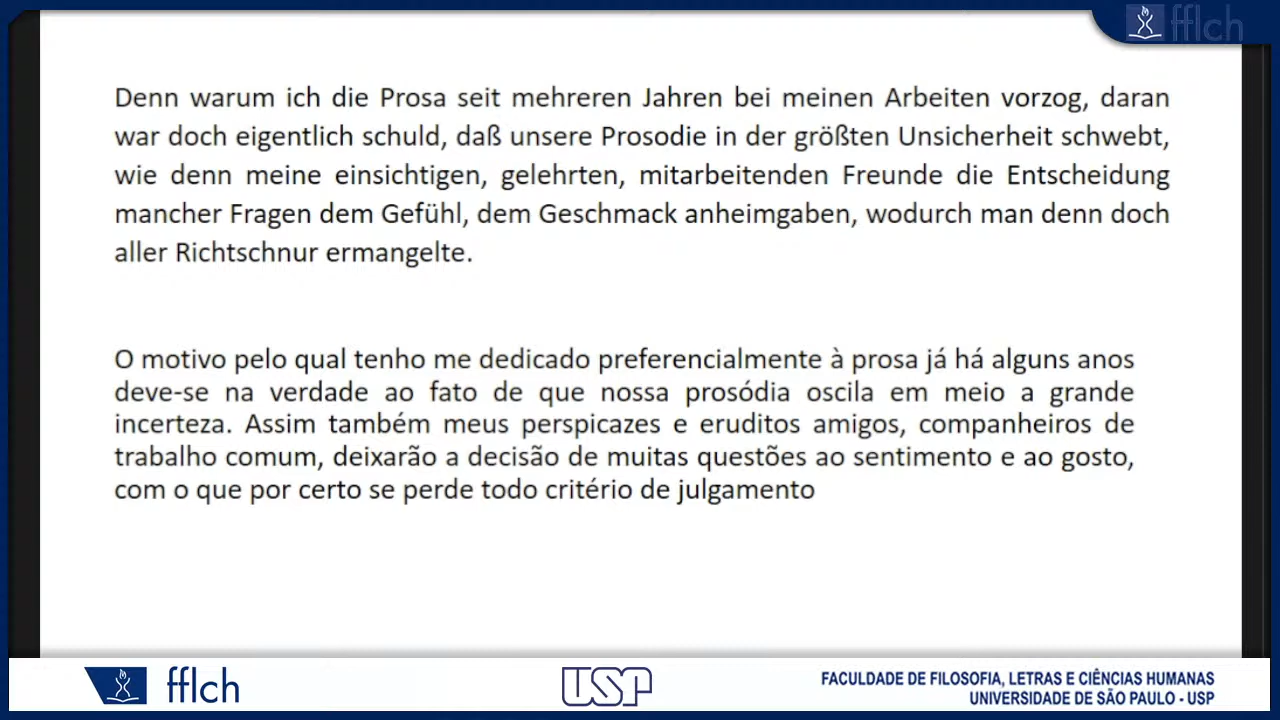 fflch
Denn warum ich die Prosa seit mehreren Jahren bei meinen Arbeiten vorzog, daran
war doch eigentlich schuld, daß unsere Prosodie in der größten Unsicherheit schwebt,
wie denn meine einsichtigen, gelehrten, mitarbeitenden Freunde die Entscheidung
mancher Fragen dem Gefühl, dem Geschmack anheimgaben, wodurch man denn doch
aller Richtschnur ermangelte.
O motivo pelo qual tenho me dedicado preferencialmente à prosa já há alguns anos
deve-se na verdade ao fato de que nossa prosódia oscila em meio a grande
incerteza. Assim também meus perspicazes e eruditos amigos, companheiros de
trabalho comum, deixarão a decisão de muitas questões ao sentimento e ao gosto,
com o que por certo se perde todo critério de julgamento
fflch
USP
FACULDADE DE FILOSOFIA, LETRAS E CIÊNCIAS HUMANAS
UNIVERSIDADE DE SÃO PAULO - USP